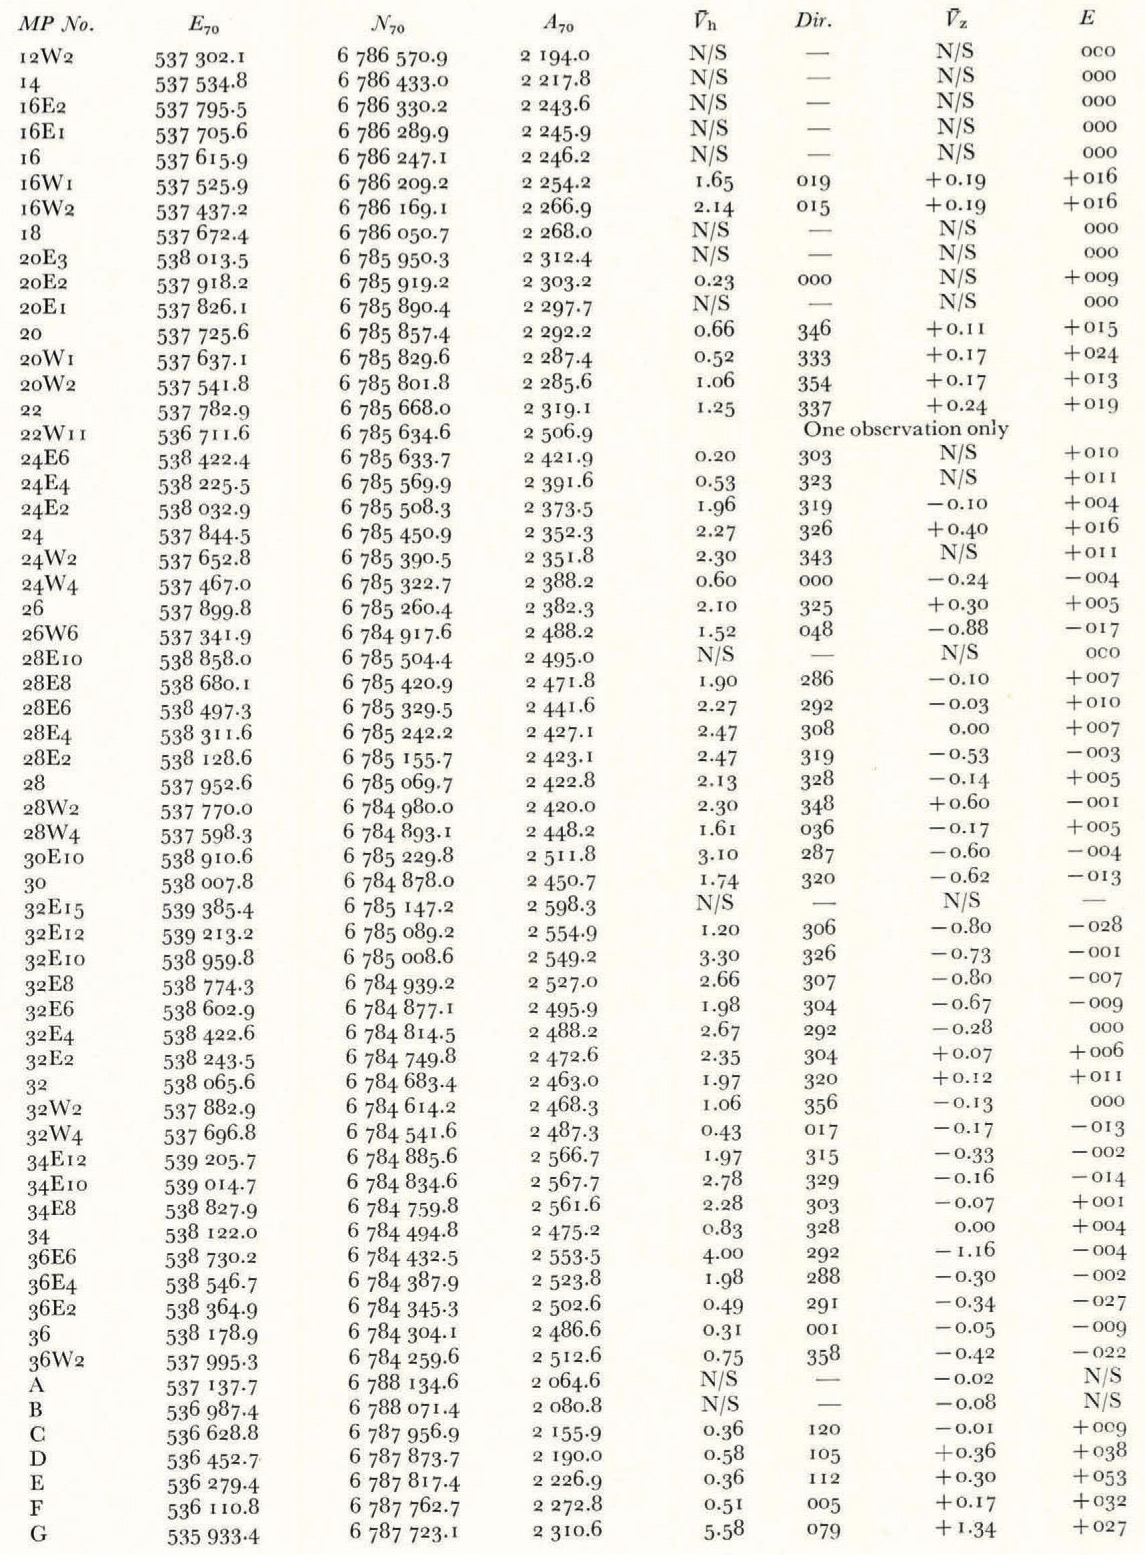 MP No. E70 N70 A70 V̄h Dir. V̄z E
12W2 537 302.1 6 786 570.9 2 194.0 N/S — N/S 000
14 537 534.8 6 786 433.0 2 217.8 N/S — N/S 000
16E2 537 795.5 6 786 330.2 2 243.6 N/S — N/S 000
16E1 537 705.6 6 786 289.9 2 245.9 N/S — N/S 000
16 537 615.9 6 786 247.1 2 246.2 N/S — N/S 000
16W1 537 525.9 6 786 209.2 2 254.2 1.65 019 +0.19 +016
16W2 537 437.2 6 786 169.1 2 266.9 2.14 015 +0.19 +016
18 537 672.4 6 786 050.7 2 268.0 N/S — N/S 000
20E3 538 013.5 6 785 950.3 2 312.4 N/S — N/S 000
20E2 537 918.2 6 785 919.2 2 303.2 0.23 000 N/S +009
20E1 537 826.1 6 785 890.4 2 297.7 N/S — N/S 000
20 537 725.6 6 785 857.4 2 292.2 0.66 346 +0.11 +015
20W1 537 637.1 6 785 829.6 2 287.4 0.52 333 +0.17 +024
20W2 537 541.8 6 785 801.8 2 285.6 1.06 354 +0.17 +013
22 537 782.9 6 785 668.0 2 319.1 1.25 337 +0.24 +019
22W11 536 711.6 6 785 634.6 2 506.9 One observation only
24E6 538 422.4 6 785 633.7 2 421.9 0.20 303 N/S +010
24E4 538 225.5 6 785 569.9 2 391.6 0.53 323 N/S +011
24E2 538 032.9 6 785 508.3 2 373.5 1.96 319 −0.10 +004
24 537 844.5 6 785 450.9 2 352.3 2.27 326 +0.40 +016
24W2 537 652.8 6 785 390.5 2 351.8 2.30 343 N/S +011
24W4 537 467.0 6 785 322.7 2 388.2 0.60 000 −0.24 −004
26 537 899.8 6 785 260.4 2 382.3 2.10 325 +0.30 +005
26W6 537 341.9 6 784 917.6 2 488.2 1.52 048 −0.88 −017
28E10 538 858.0 6 785 504.4 2 495.0 N/S — N/S 000
28E8 538 680.1 6 785 420.9 2 471.8 1.90 286 −0.10 +007
28E6 538 497.3 6 785 329.5 2 441.6 2.27 292 −0.03 +010
28E4 538 311.6 6 785 242.2 2 427.1 2.47 308 0.00 +007
28E2 538 128.6 6 785 155.7 2 423.1 2.47 319 −0.53 −003
28 537 952.6 6 785 069.7 2 422.8 2.13 328 −0.14 +005
28W2 537 770.0 6 784 980.0 2 420.0 2.30 348 +0.60 −001
28W4 537 598.3 6 784 893.1 2 448.2 1.61 036 −0.17 +005
30E10 538 910.6 6 785 229.8 2 511.8 3.10 287 −0.60 −004
30 538 007.8 6 784 878.0 2 450.7 1.74 320 −0.62 −013
32E15 539 385.4 6 785 147.2 2 598.3 N/S — N/S —
32E12 539 213.2 6 785 089.2 2 554.9 1.20 306 −0.80 −028
32E10 538 959.8 6 785 008.6 2 549.2 3.30 326 −0.73 −001
32E8 538 774.3 6 784 939.2 2 527.0 2.66 307 −0.80 −007
32E6 538 602.9 6 784 877.1 2 495.9 1.98 304 −0.67 −009
32E4 538 422.6 6 784 814.5 2 488.2 2.67 292 −0.28 000
32E2 538 243.5 6 784 749.8 2 472.6 2.35 304 +0.07 +006
32 538 065.6 6 784 683.4 2 463.0 1.97 320 +0.12 +011
32W2 537 882.9 6 784 614.2 2 468.3 1.06 356 −0.13 000
32W4 537 696.8 6 784 541.6 2 487.3 0.43 017 −0.17 −013
34E12 539 205.7 6 784 885.6 2 566.7 1.97 315 −0.33 −002
34E10 539 014.7 6 784 834.6 2 567.7 2.78 329 −0.16 −014
34E8 538 827.9 6 784 759.8 2 561.6 2.28 303 −0.07 +001
34 538 122.0 6 784 494.8 2 475.2 0.83 328 0.00 +004
36E6 538 730.2 6 784 432.5 2 553.5 4.00 292 −1.16 −004
36E4 538 546.7 6 784 387.9 2 523.8 1.98 288 −0.30 −002
36E2 538 364.9 6 784 345.3 2 502.6 0.49 291 −0.34 −027
36 538 178.9 6 784 304.1 2 486.6 0.31 001 −0.05 −009
36W2 537 995.3 6 784 259.6 2 512.6 0.75 358 −0.42 −022
A 537 137.7 6 788 134.6 2 064.6 N/S — −0.02 N/S
B 536 987.4 6 788 071.4 2 080.8 N/S — −0.08 N/S
C 536 628.8 6 787 956.9 2 155.9 0.36 120 −0.01 +009
D 536 452.7 6 787 873.7 2 190.0 0.58 105 +0.36 +038
E 536 279.4 6 787 817.4 2 226.9 0.36 112 +0.30 +053
F 536 110.8 6 787 762.7 2 272.8 0.51 005 +0.17 +032
G 535 933.4 6 787 723.1 2 310.6 5.58 079 +1.34 +027